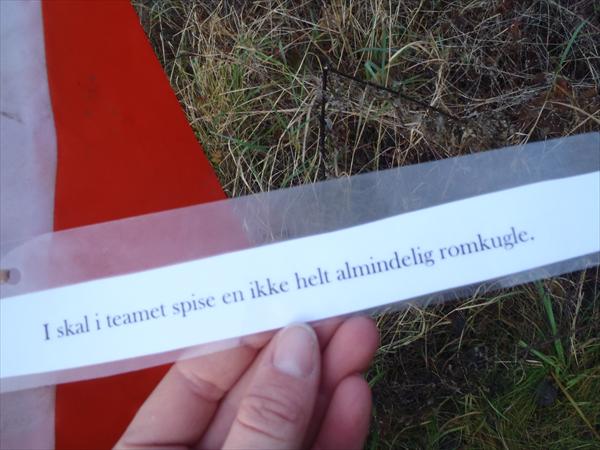 I skal i teamet spise en ikke helt almindelig romkugle.